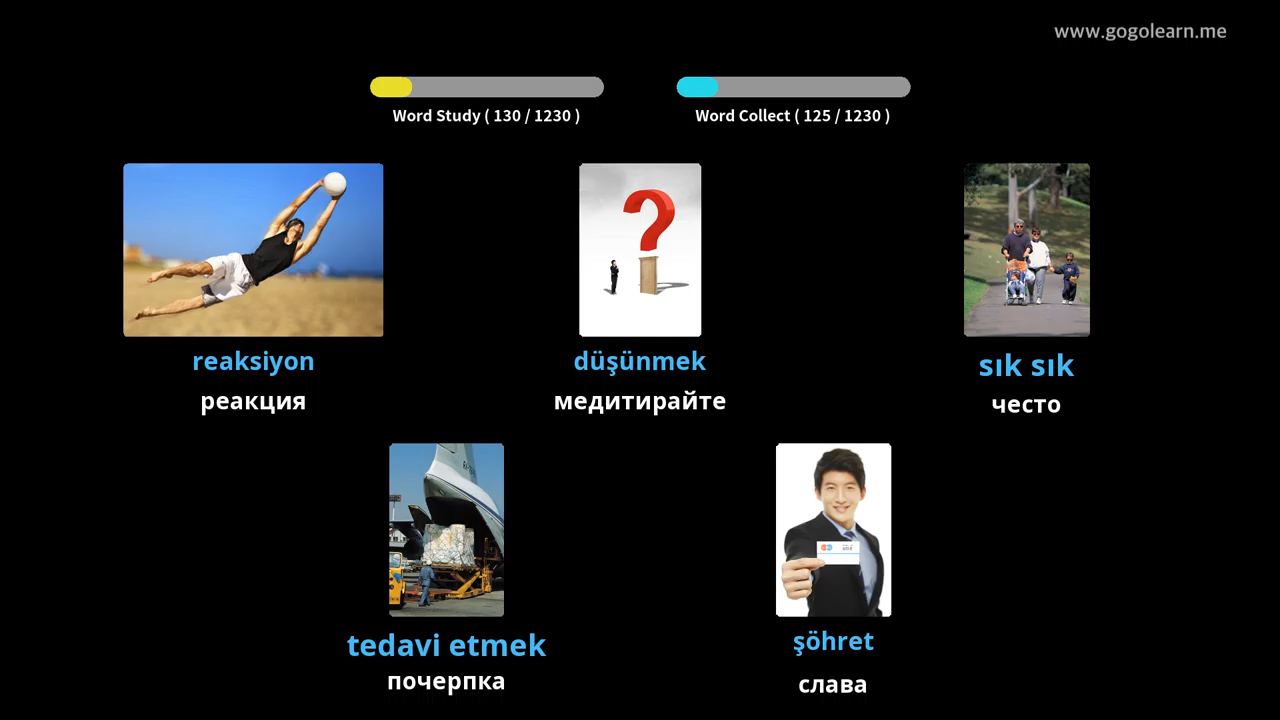 www.gogolearn.me
Word Study ( 130 / 1230 )
Word Collect ( 125 / 1230 )
reaksiyon
реакция
düşünmek
медитирайте
sık sık
често
tedavi etmek
почерпка
şöhret
слава